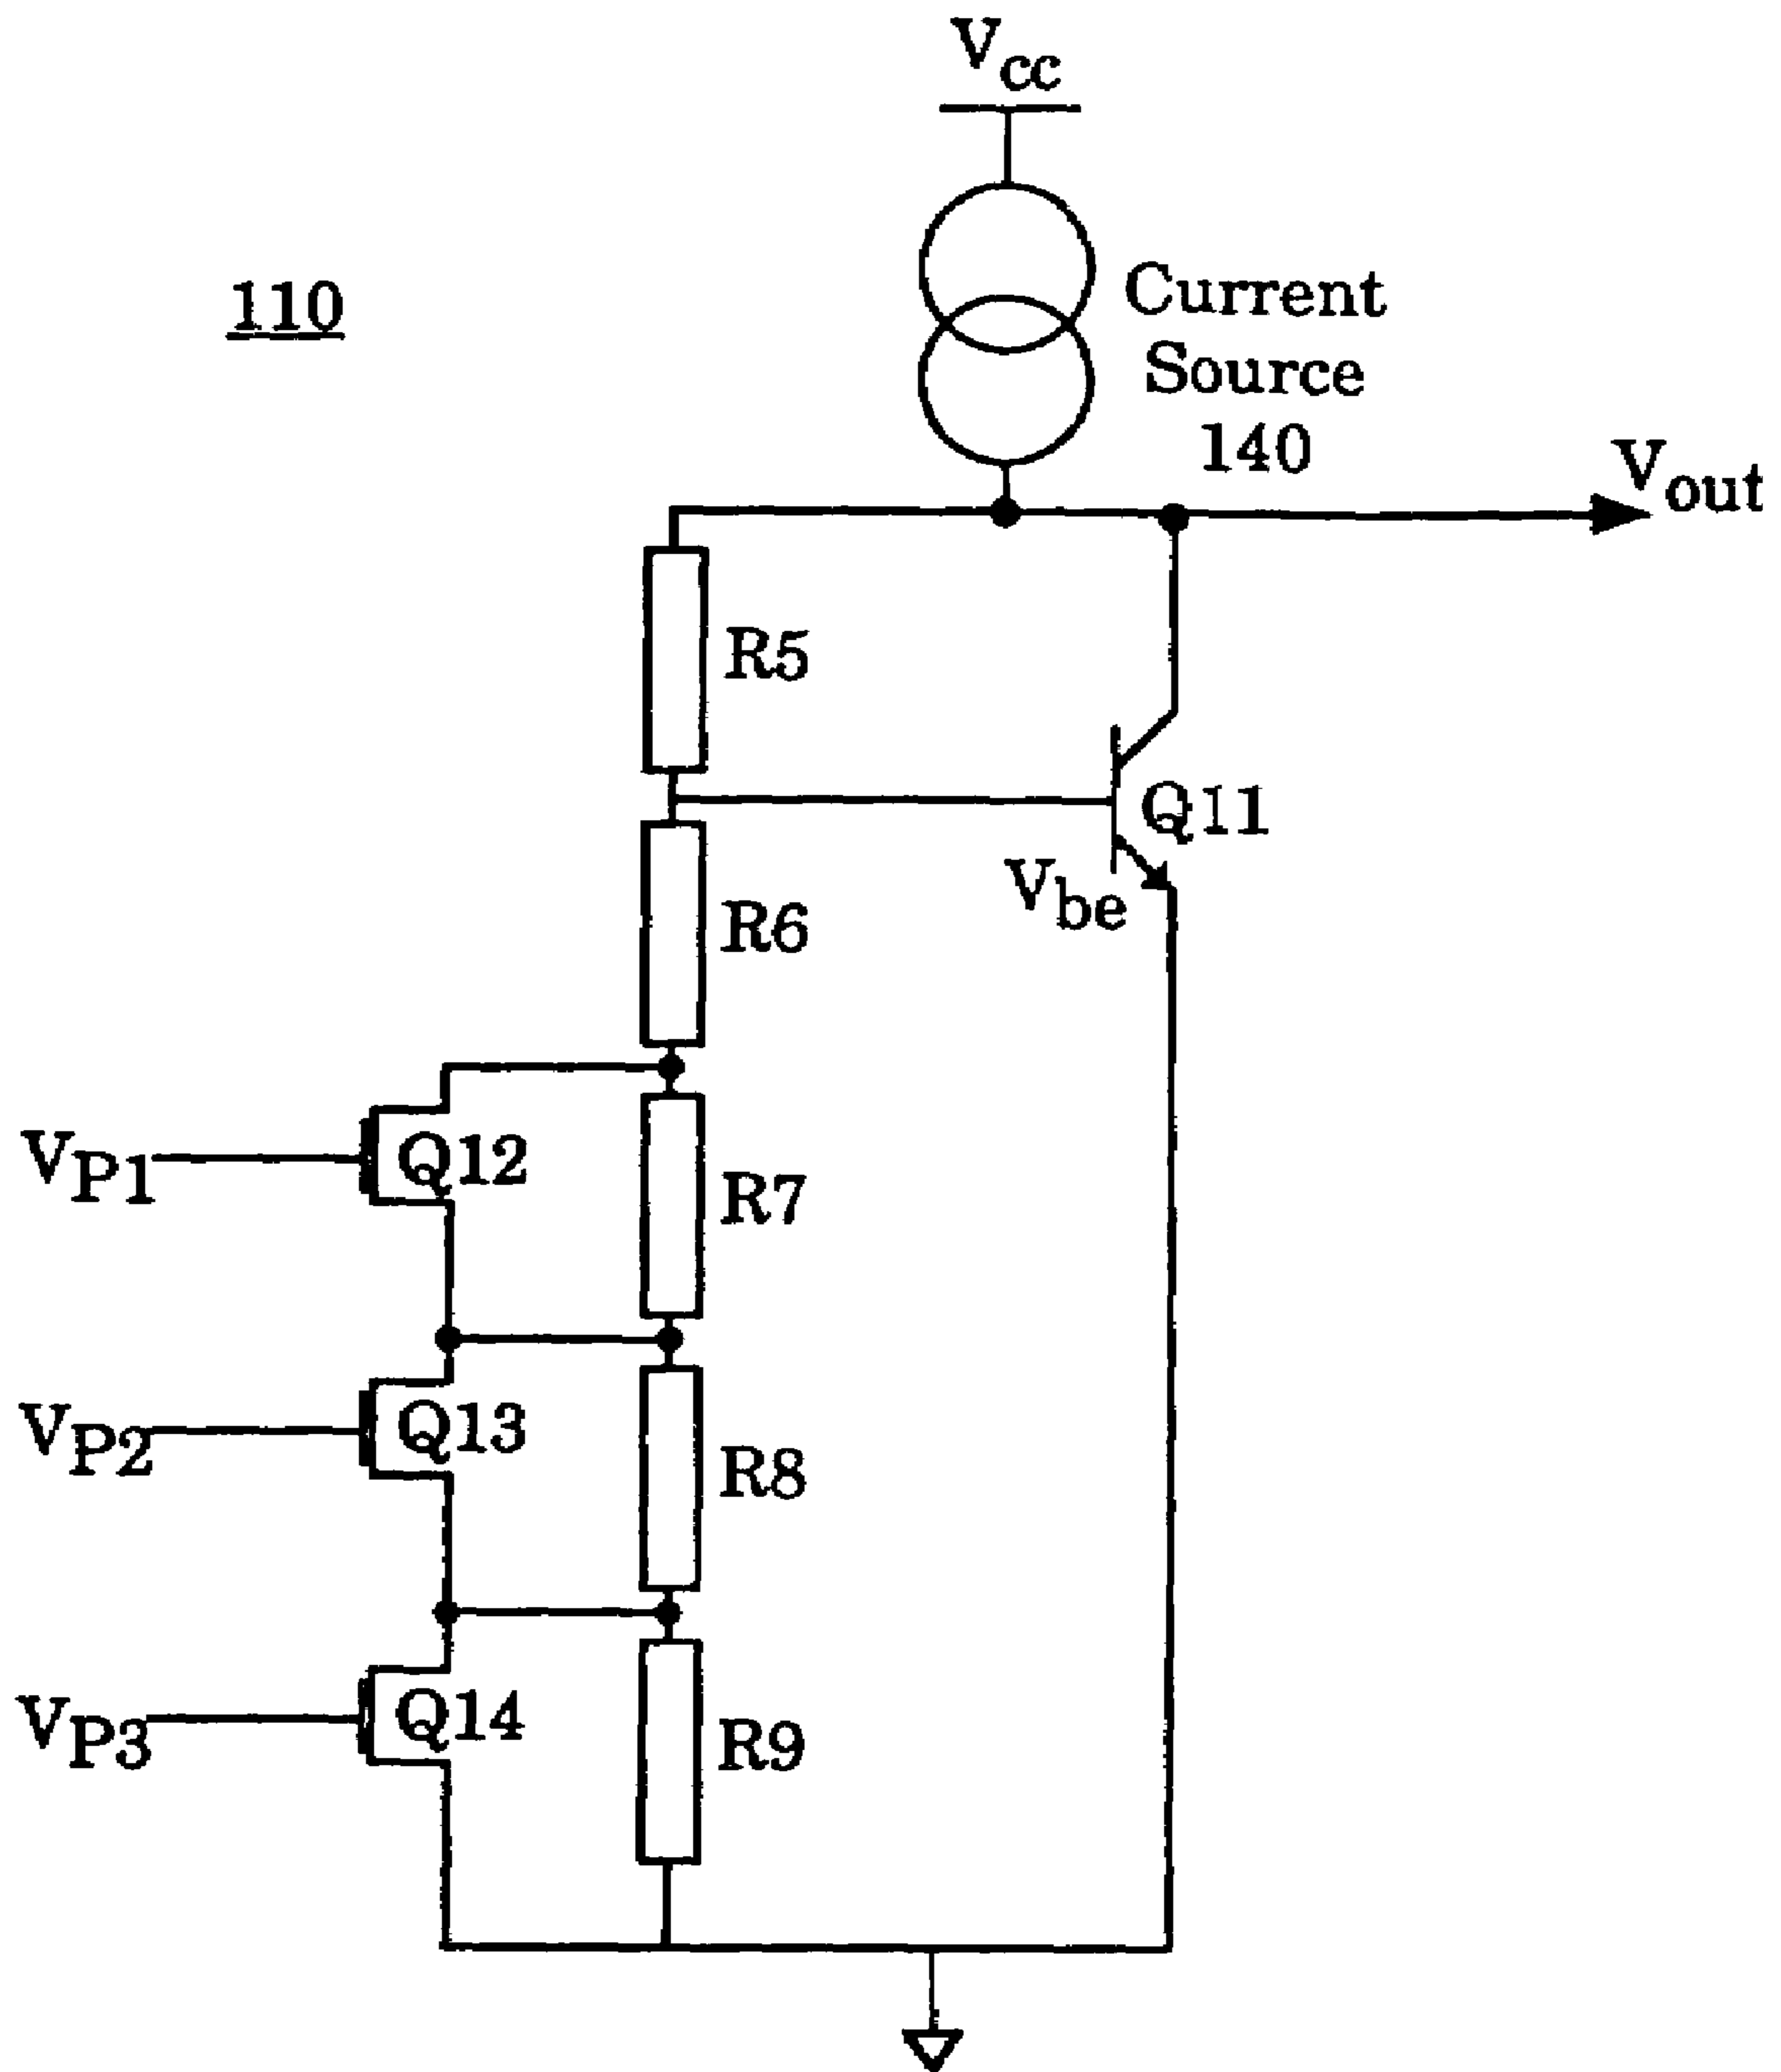 Vcc
110
Current
Source
140
Vout
R5
Q11
Vbe
R6
VP1
Q12
R7
VP2
Q13
R8
VP3
Q14
R9